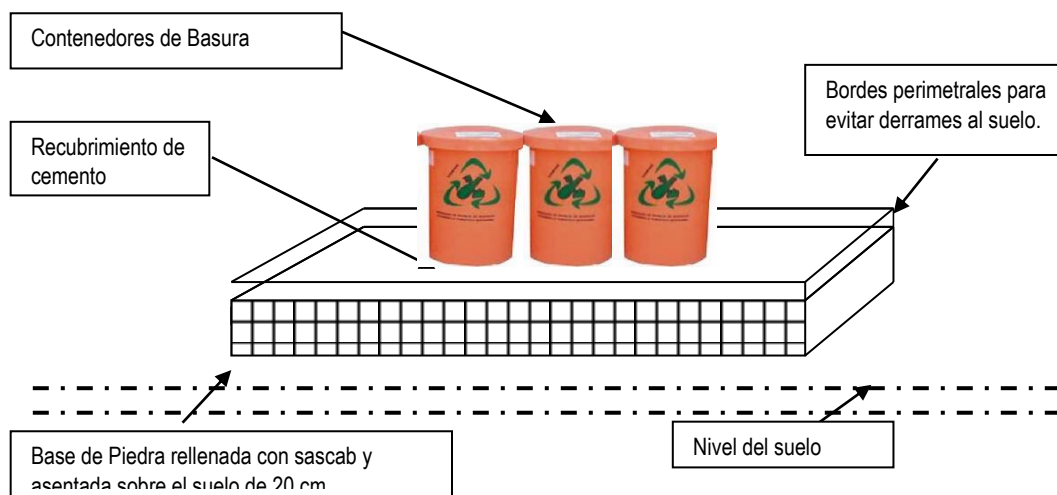 Contenedores de Basura
Bordes perimetrales para
evitar derrames al suelo.
Recubrimiento de
cemento
Nivel del suelo
Base de Piedra rellenada con sascab y
asentada sobre el suelo de 20 cm